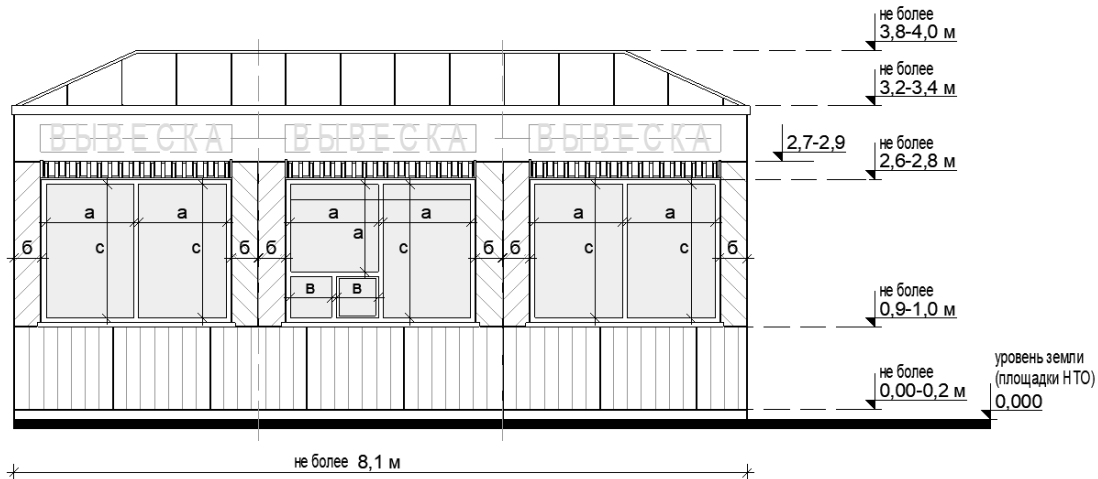 не более
3,8-4,0 м
не более
3,2-3,4 м
ВЫВЕСКА ВЫВЕСКА ВЫВЕСКА
2,7-2,9
не более
2,6-2,8 м
а а а а а а
а
б с с б б с б б с с б
в в
не более
0,9-1,0 м
уровень земли
(площадки НТО)
0,000
не более
0,00-0,2 м
не более 8,1 м